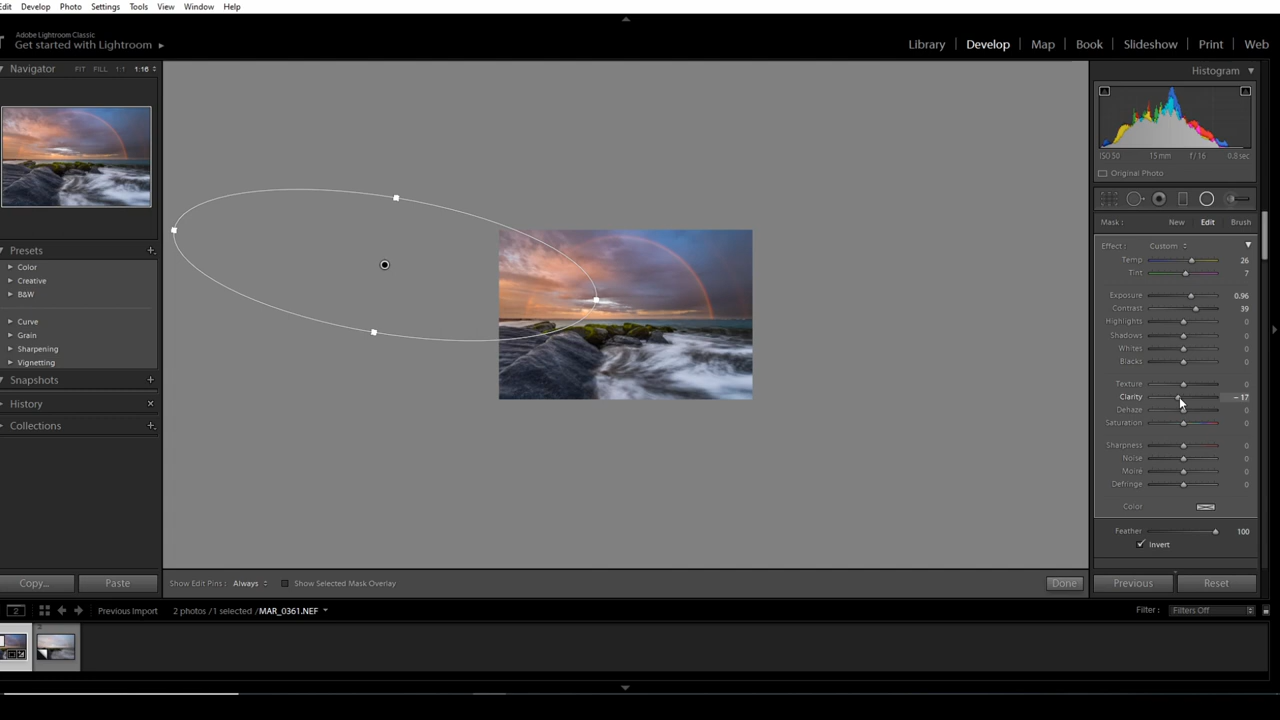 Edit Develop Photo Settings Tools View Window Help
Adobe Lightroom Classic
Get started with Lightroom
Library Develop Map Book Slideshow Print Web
Navigator FIT FILL 1:1 1:16
Histogram
ISO 50 15 mm f / 16 0.8 sec
Original Photo
Mask : New Edit Brush
Effect : Custom
Temp 26
Tint 7
Exposure 0.96
Contrast 39
Highlights 0
Shadows 0
Whites 0
Blacks 0
Texture 0
Clarity – 17
Dehaze 0
Saturation 0
Sharpness 0
Noise 0
Moiré 0
Defringe 0
Color
Feather 100
Invert
Presets +
Color
Creative
B&W
Curve
Grain
Sharpening
Vignetting
Snapshots +
History ×
Collections +
Copy... Paste
Show Edit Pins : Always Show Selected Mask Overlay Done
Previous Reset
2 Previous Import 2 photos / 1 selected / MAR_0361.NEF Filter : Filters Off
2